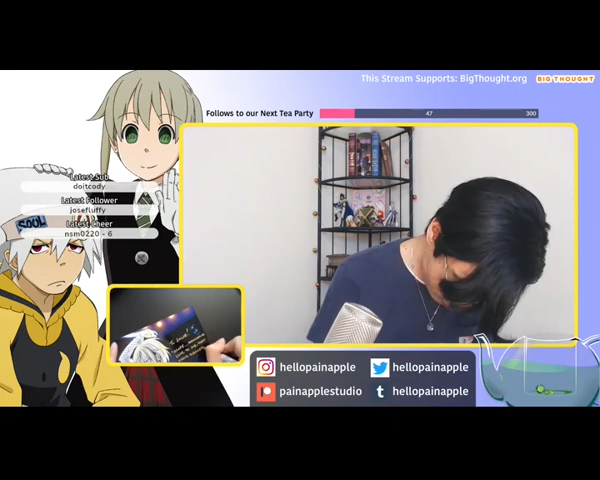 This Stream Supports: BigThought.org
BIG THOUGHT
Follows to our Next Tea Party
47
300
Latest Sub
doitcody
Latest Follower
josefluffy
Latest Cheer
nsm0220 - 6
SOUL
hellopainapple
hellopainapple
painapplestudio
hellopainapple